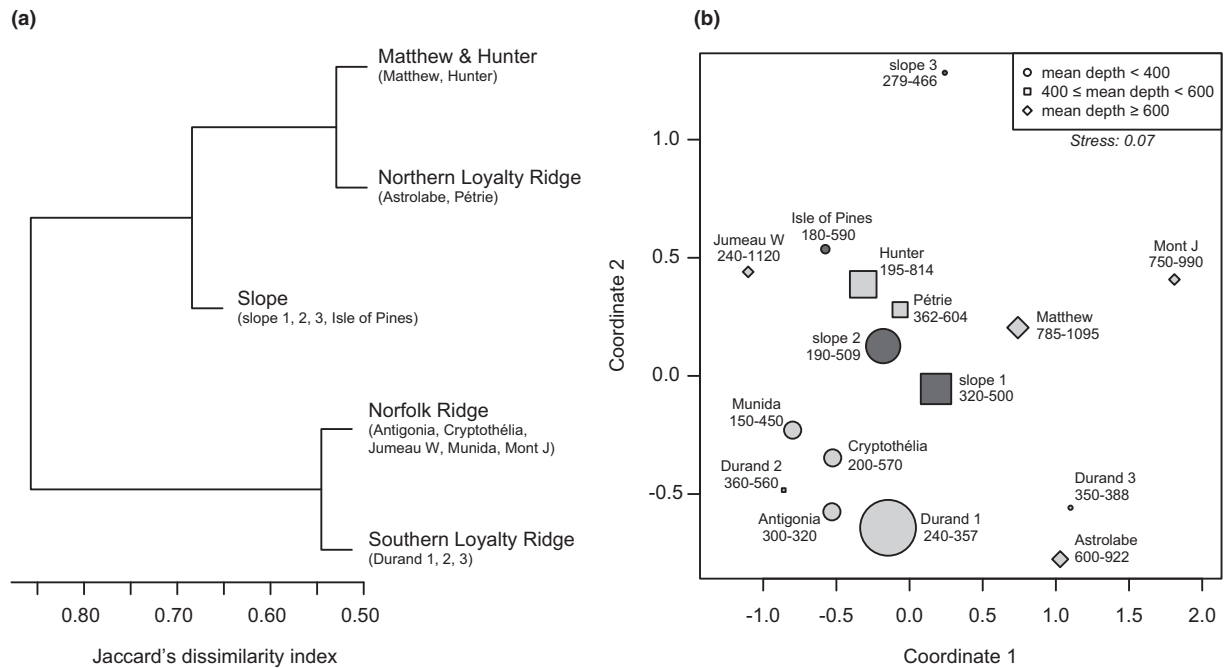 (a)
Matthew & Hunter
(Matthew, Hunter)
Northern Loyalty Ridge
(Astrolabe, Pétrie)
Slope
(slope 1, 2, 3, Isle of Pines)
Norfolk Ridge
(Antigonia, Cryptothélia,
Jumeau W, Munida, Mont J)
Southern Loyalty Ridge
(Durand 1, 2, 3)
0.80 0.70 0.60 0.50
Jaccard's dissimilarity index
(b)
slope 3
279-466
mean depth < 400
400 ≤ mean depth < 600
mean depth ≥ 600
Stress: 0.07
Isle of Pines
180-590
Jumeau W
240-1120
Hunter
195-814
Mont J
750-990
Pétrie
362-604
Matthew
785-1095
slope 2
190-509
slope 1
320-500
Munida
150-450
Cryptothélia
200-570
Durand 2
360-560
Durand 3
350-388
Antigonia
300-320
Durand 1
240-357
Astrolabe
600-922
1.0
0.5
0.0
-0.5
Coordinate 2
-1.0 -0.5 0.0 0.5 1.0 1.5 2.0
Coordinate 1